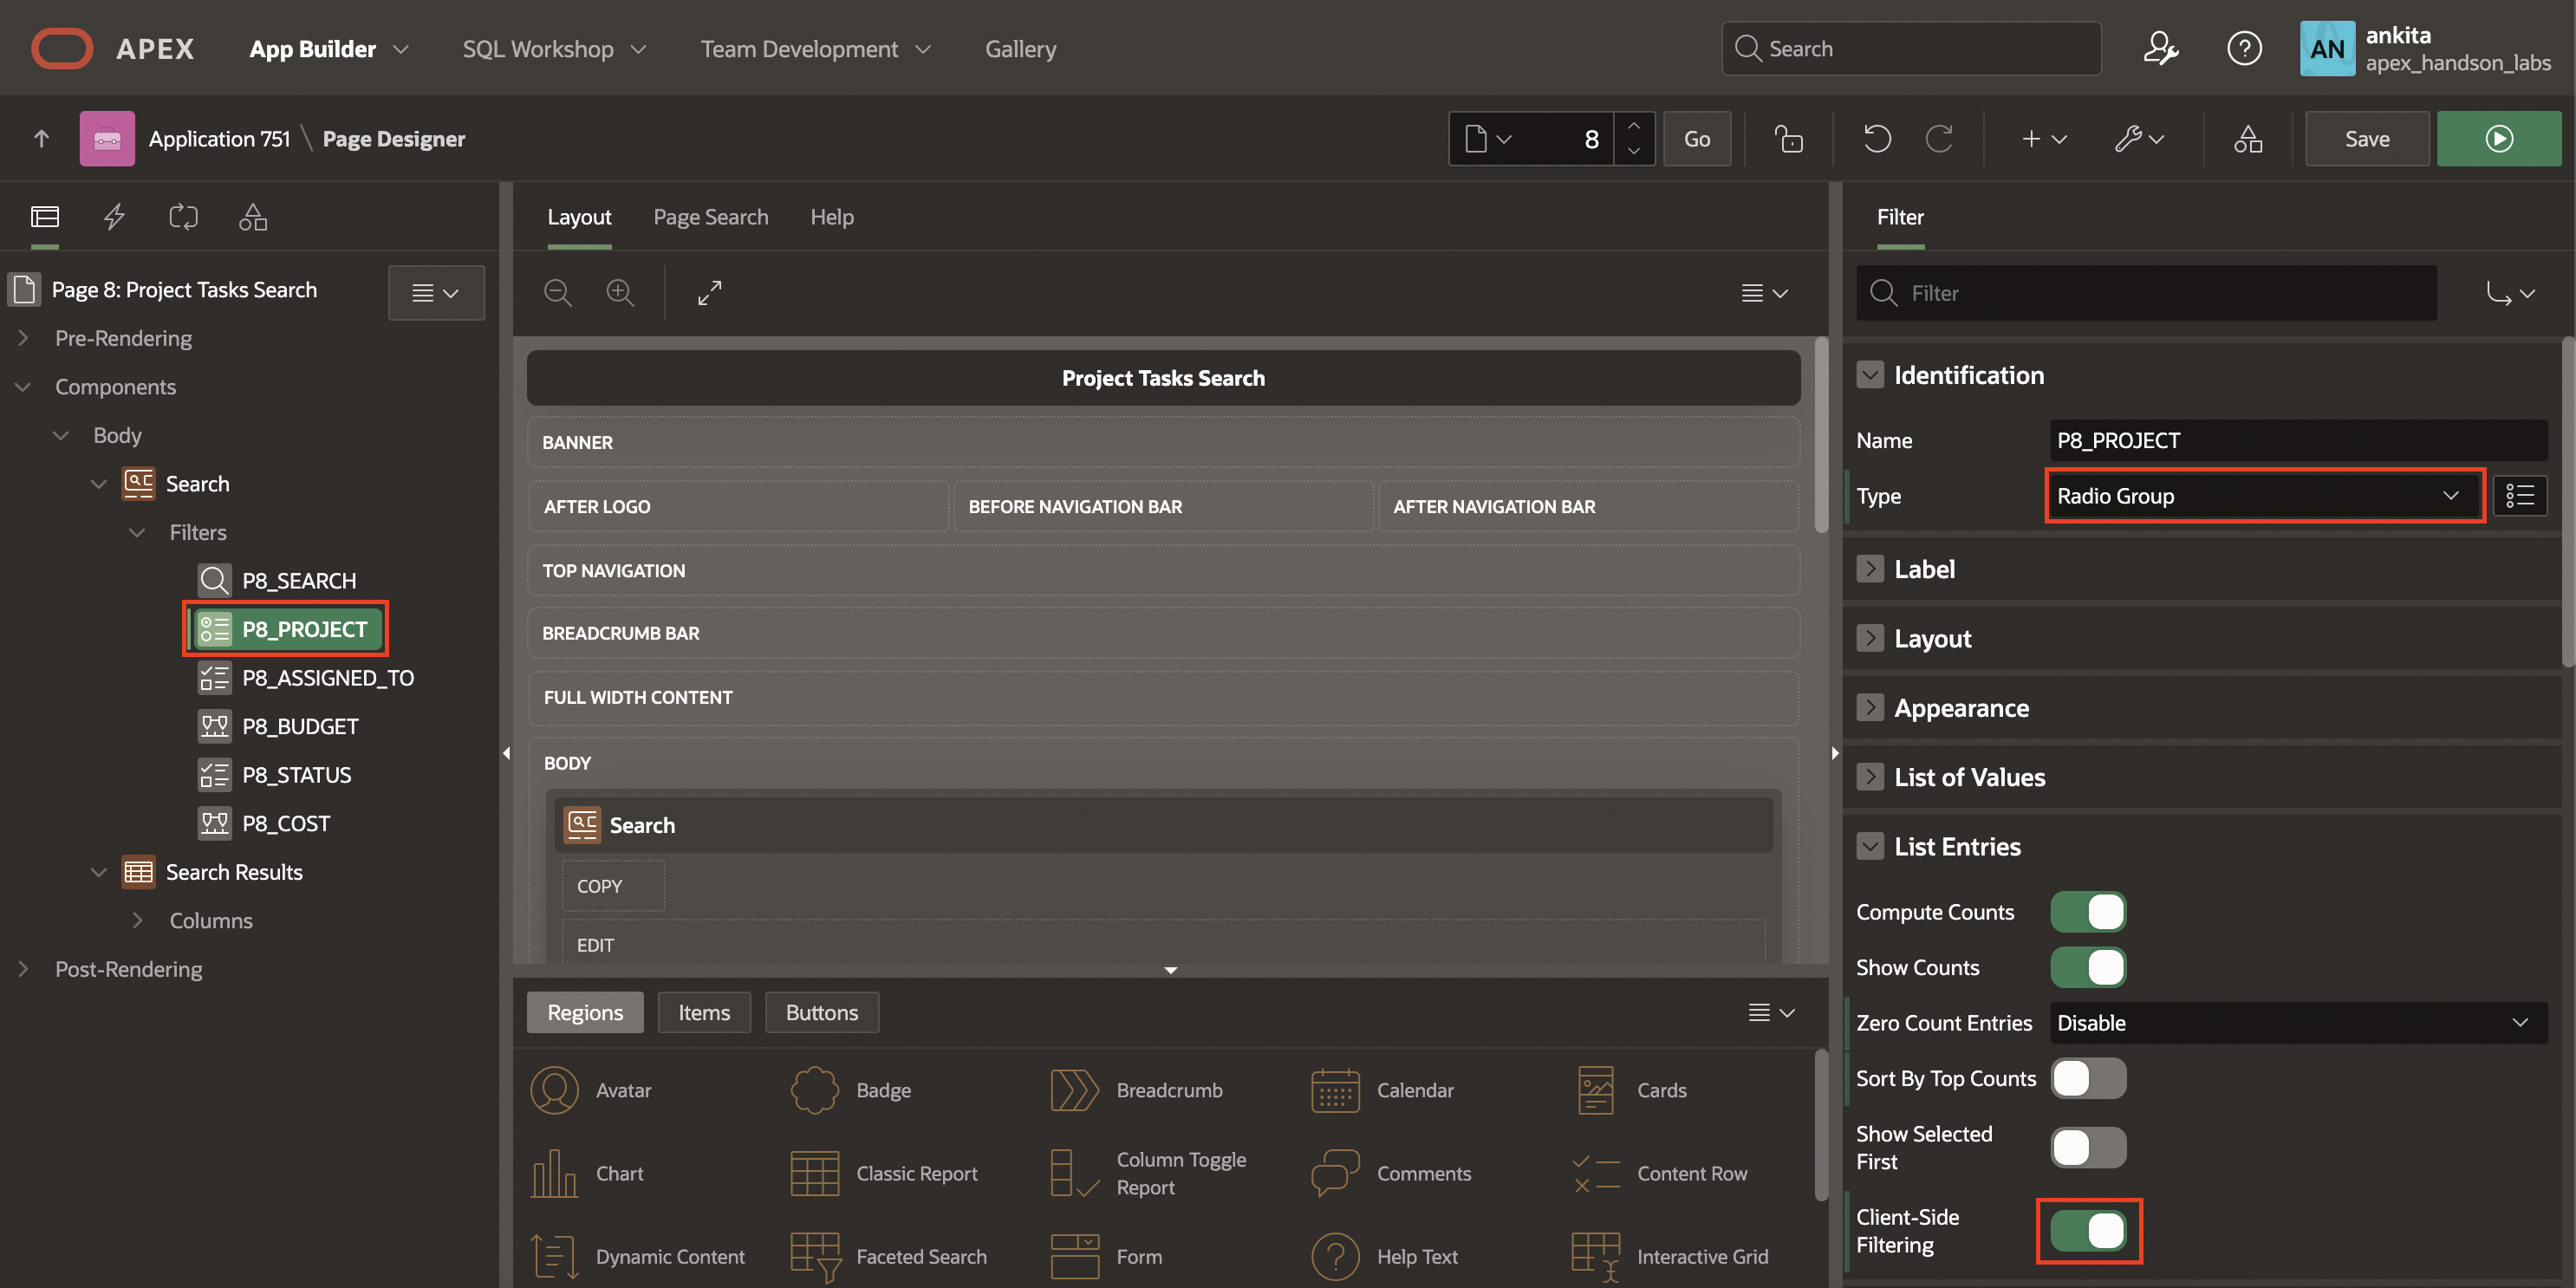 APEX App Builder SQL Workshop Team Development Gallery Search AN ankita
apex_handson_labs
Application 751 \ Page Designer 8 Go Save
Page 8: Project Tasks Search
Pre-Rendering
Components
Body
Search
Filters
P8_SEARCH
P8_PROJECT
P8_ASSIGNED_TO
P8_BUDGET
P8_STATUS
P8_COST
Search Results
Columns
Post-Rendering
Layout Page Search Help
Project Tasks Search
BANNER
AFTER LOGO BEFORE NAVIGATION BAR AFTER NAVIGATION BAR
TOP NAVIGATION
BREADCRUMB BAR
FULL WIDTH CONTENT
BODY
Search
COPY
EDIT
Regions Items Buttons
Avatar Badge Breadcrumb Calendar Cards
Chart Classic Report Column Toggle Report Comments Content Row
Dynamic Content Faceted Search Form Help Text Interactive Grid
Filter
Filter
Identification
Name P8_PROJECT
Type Radio Group
Label
Layout
Appearance
List of Values
List Entries
Compute Counts
Show Counts
Zero Count Entries Disable
Sort By Top Counts
Show Selected
First
Client-Side
Filtering